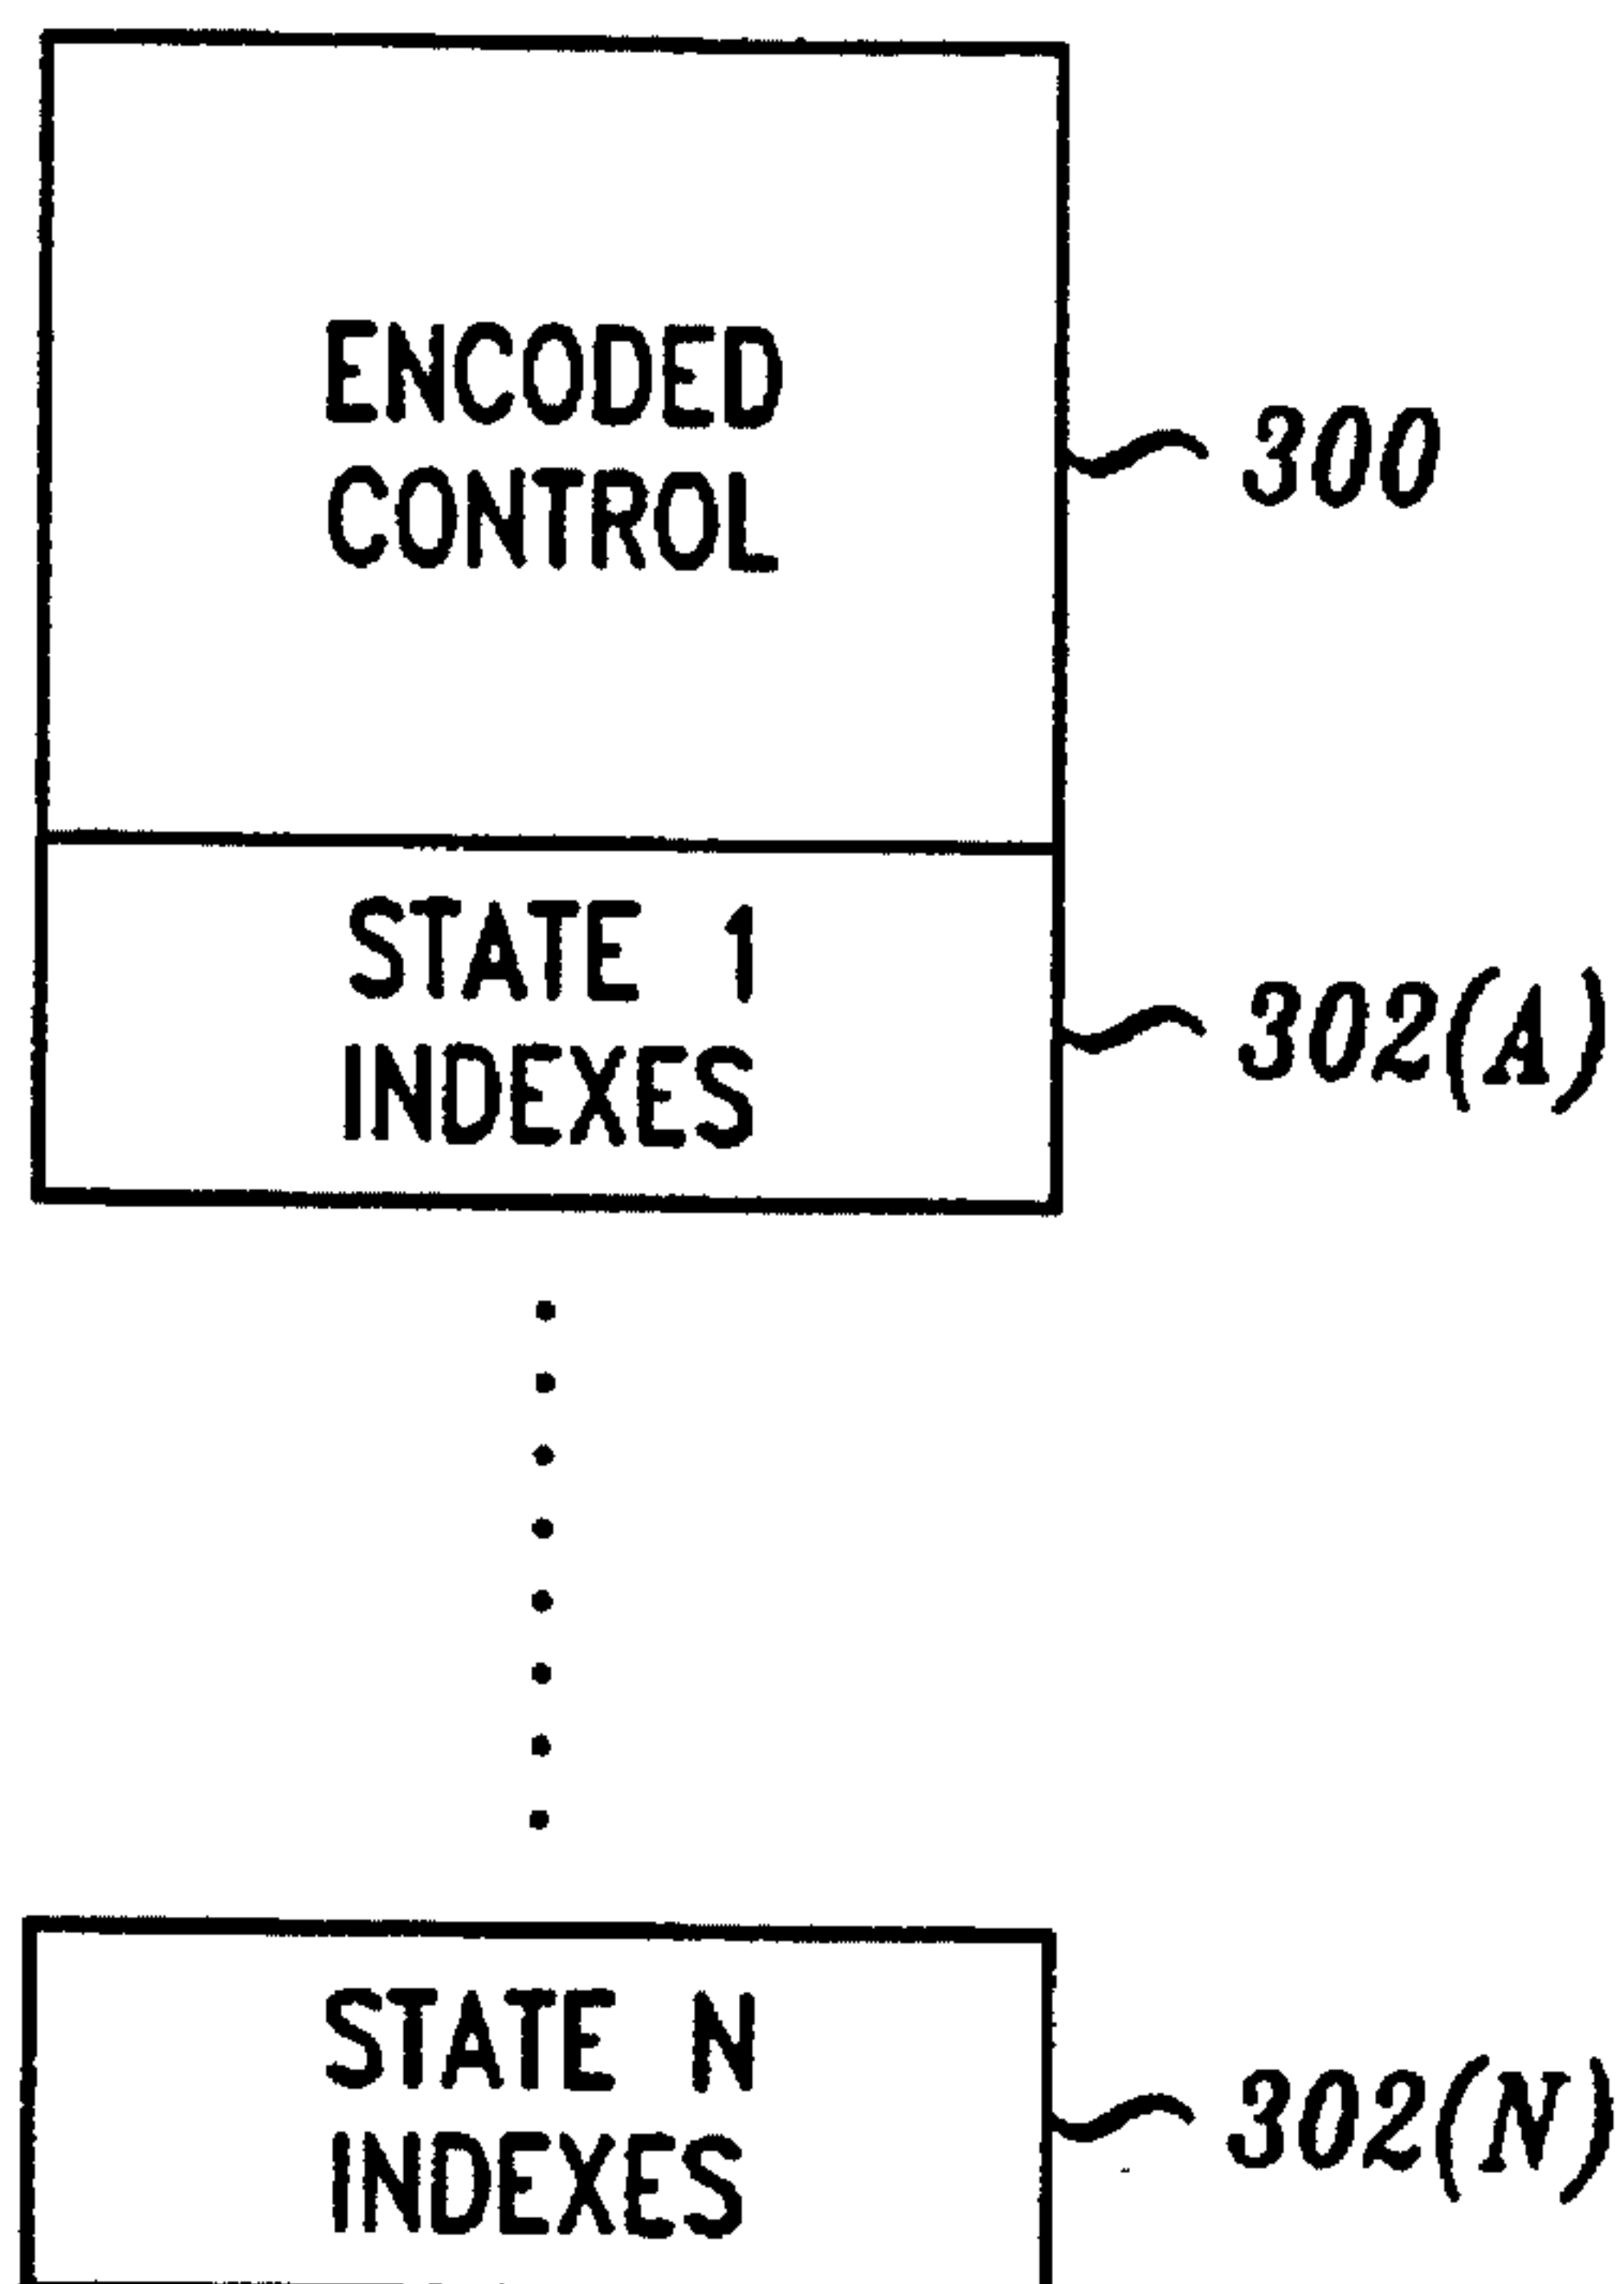 ENCODED
CONTROL
300
STATE 1
INDEXES
302(A)
STATE N
INDEXES
302(N)